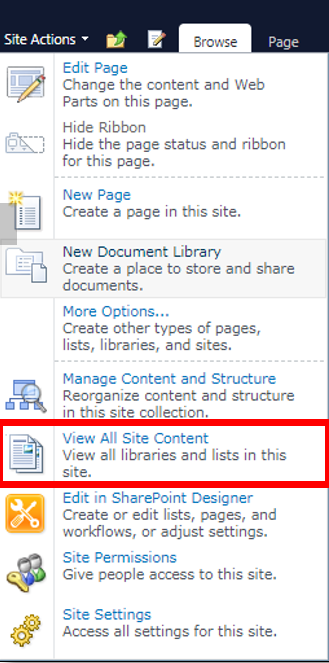 Site Actions Browse Page
Edit Page
Change the content and Web
Parts on this page.
Hide Ribbon
Hide the page status and ribbon
for this page.
New Page
Create a page in this site.
New Document Library
Create a place to store and share
documents.
More Options...
Create other types of pages,
lists, libraries, and sites.
Manage Content and Structure
Reorganize content and structure
in this site collection.
View All Site Content
View all libraries and lists in this
site.
Edit in SharePoint Designer
Create or edit lists, pages, and
workflows, or adjust settings.
Site Permissions
Give people access to this site.
Site Settings
Access all settings for this site.